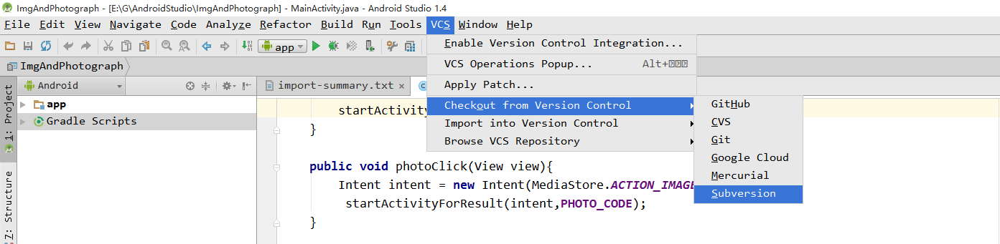 ImgAndPhotograph - [E:\G\AndroidStudio\ImgAndPhotograph] - MainActivity.java - Android Studio 1.4
File Edit View Navigate Code Analyze Refactor Build Run Tools VCS Window Help
app
Enable Version Control Integration...
VCS Operations Popup... Alt+
Apply Patch...
Checkout from Version Control
Import into Version Control
Browse VCS Repository
GitHub
CVS
Git
Google Cloud
Mercurial
Subversion
ImgAndPhotograph
1: Project
Z: Structure
Android
app
Gradle Scripts
import-summary.txt
startActivity
}
public void photoClick(View view){
Intent intent = new Intent(MediaStore.ACTION_IMAGE
startActivityForResult(intent,PHOTO_CODE);
}